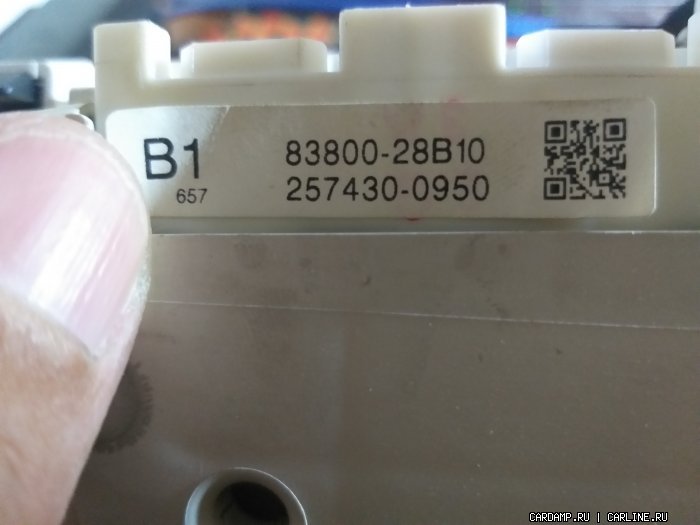 B1
657
83800-28B10
257430-0950
CARDAMP.RU | CARLINE.RU